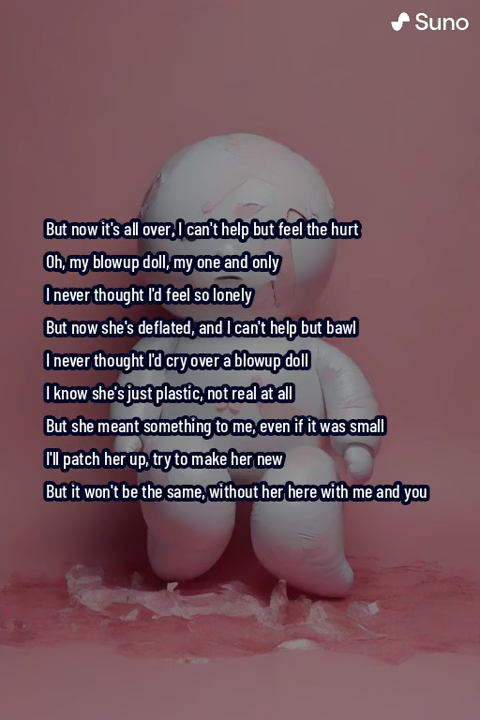 Suno
But now it's all over, I can't help but feel the hurt
Oh, my blowup doll, my one and only
I never thought I'd feel so lonely
But now she's deflated, and I can't help but bawl
I never thought I'd cry over a blowup doll
I know she's just plastic, not real at all
But she meant something to me, even if it was small
I'll patch her up, try to make her new
But it won't be the same, without her here with me and you